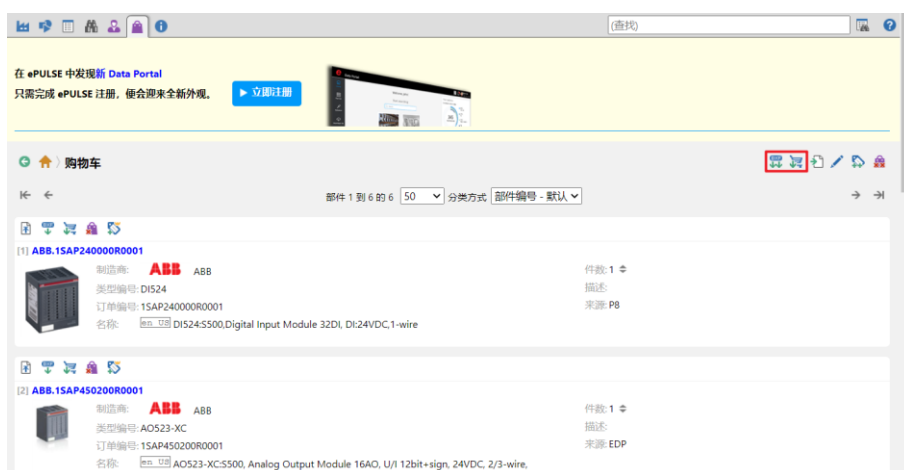 (查找)
在 ePULSE 中发现新 Data Portal
只需完成 ePULSE 注册，便会迎来全新外观。
立即注册
购物车
部件 1 到 6 的 6 50 分类方式 部件编号 - 默认
[1] ABB.1SAP240000R0001
制造商: ABB ABB
件数: 1
类型编号: DI524
描述:
订单编号: 1SAP240000R0001
来源: P8
名称: en_US DI524:S500,Digital Input Module 32DI, DI:24VDC,1-wire
[2] ABB.1SAP450200R0001
制造商: ABB ABB
件数: 1
类型编号: AO523-XC
描述:
订单编号: 1SAP450200R0001
来源: EDP
名称: en_US AO523-XC:S500, Analog Output Module 16AO, U/I 12bit+sign, 24VDC, 2/3-wire,